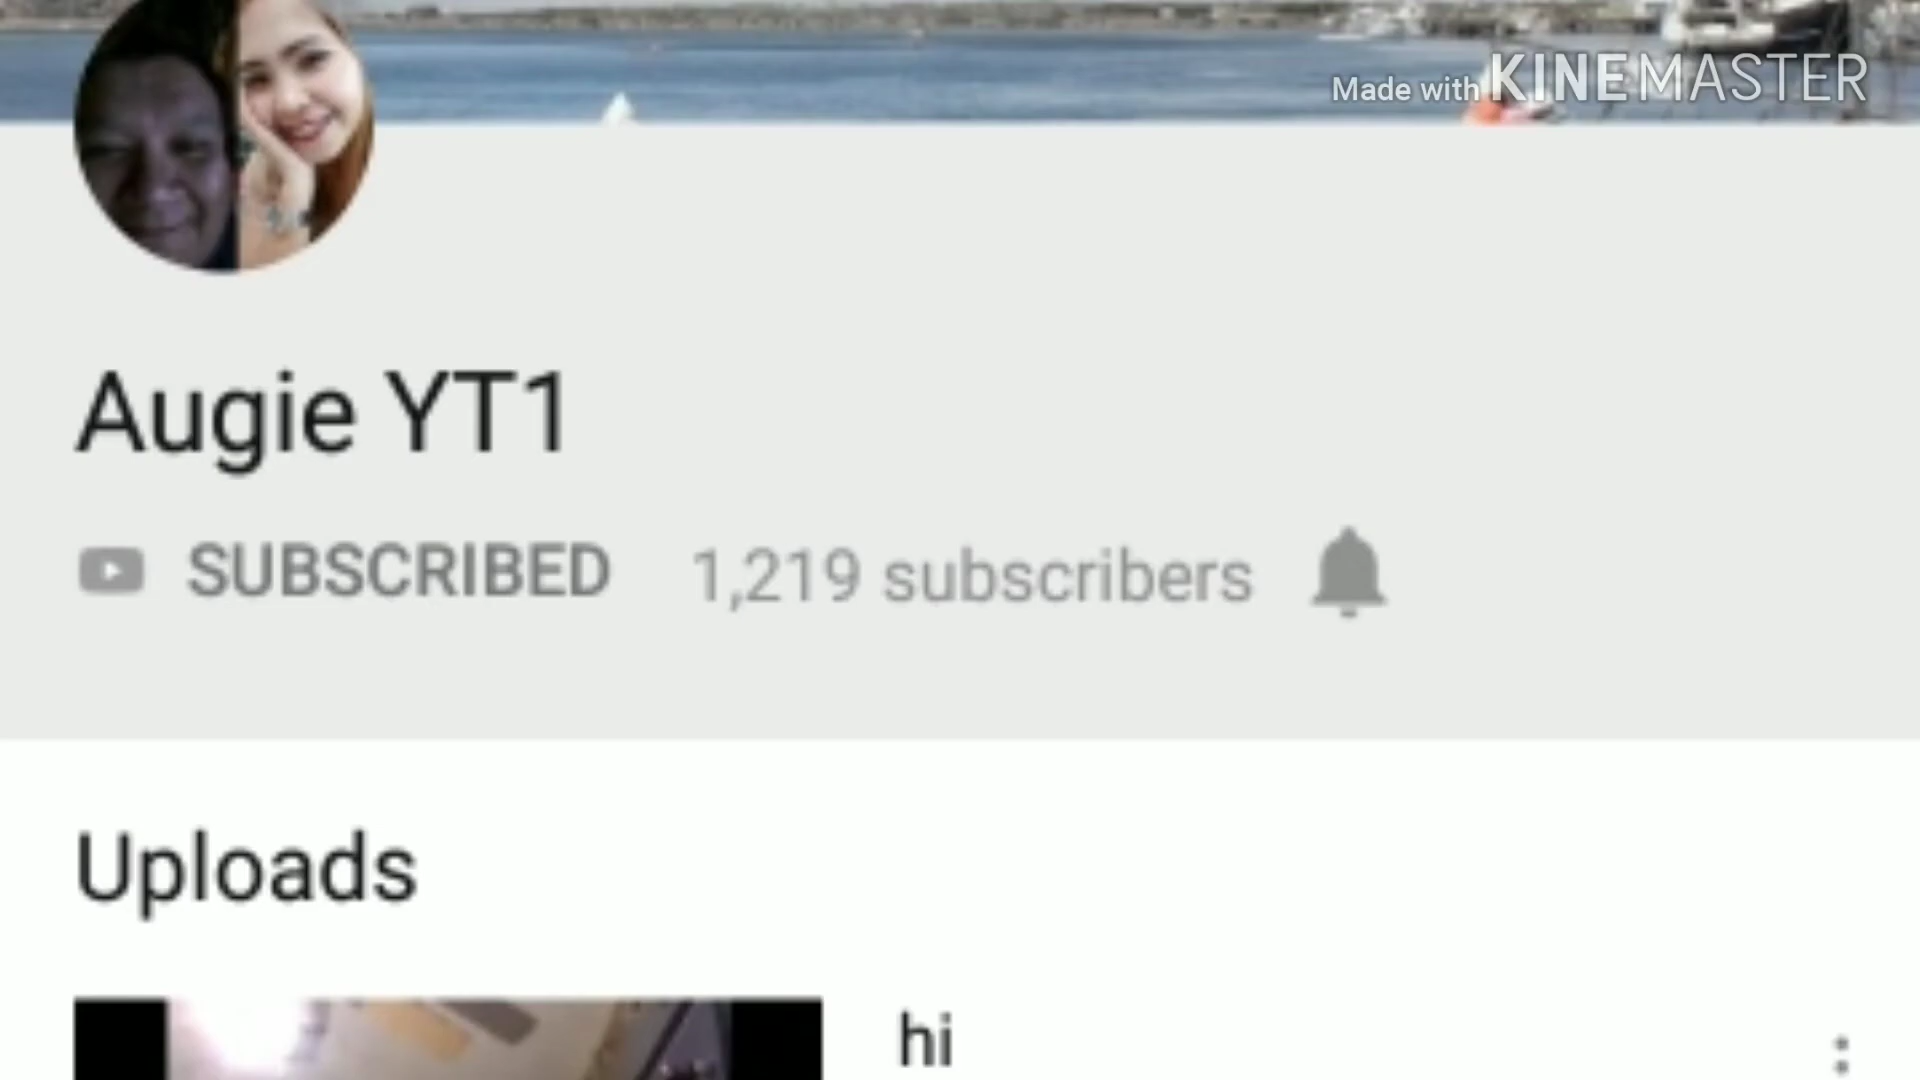 Made with KINEMASTER
Augie YT1
SUBSCRIBED 1,219 subscribers
Uploads
hi